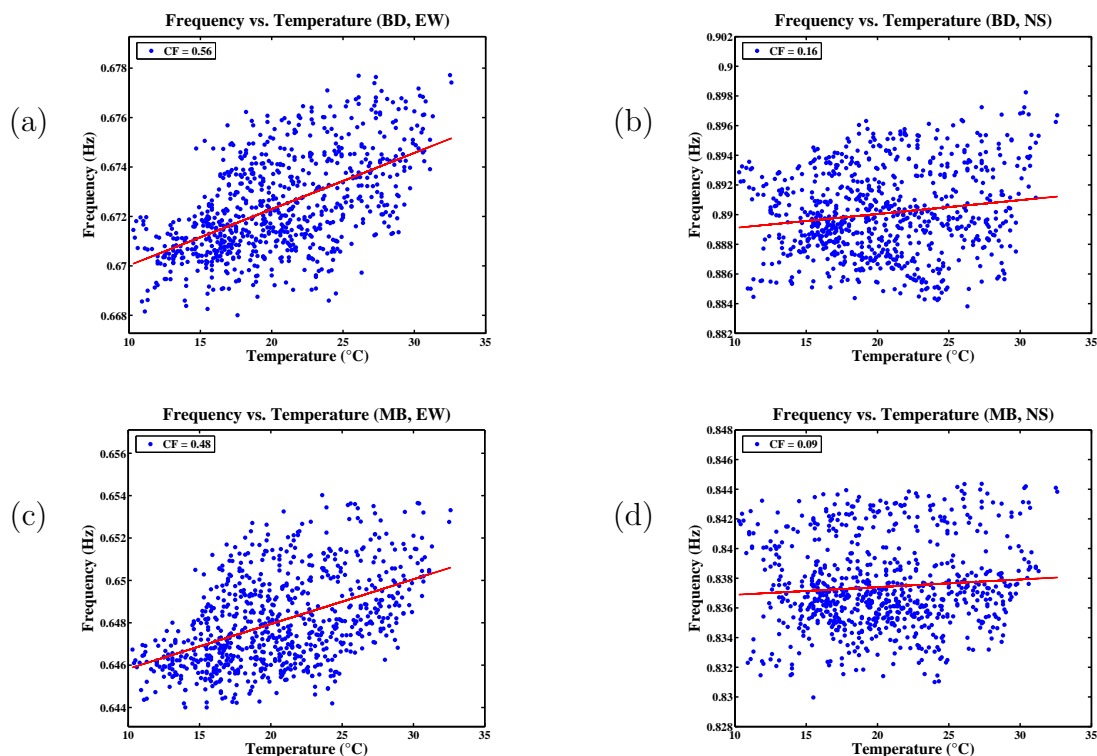 Frequency vs. Temperature (BD, EW)
CF = 0.56
(a)
Frequency (Hz)
0.678
0.676
0.674
0.672
0.67
0.668
10 15 20 25 30 35
Temperature (°C)
Frequency vs. Temperature (BD, NS)
CF = 0.16
(b)
Frequency (Hz)
0.902
0.9
0.898
0.896
0.894
0.892
0.89
0.888
0.886
0.884
0.882
10 15 20 25 30 35
Temperature (°C)
Frequency vs. Temperature (MB, EW)
CF = 0.48
(c)
Frequency (Hz)
0.656
0.654
0.652
0.65
0.648
0.646
0.644
10 15 20 25 30 35
Temperature (°C)
Frequency vs. Temperature (MB, NS)
CF = 0.09
(d)
Frequency (Hz)
0.848
0.846
0.844
0.842
0.84
0.838
0.836
0.834
0.832
0.83
0.828
10 15 20 25 30 35
Temperature (°C)